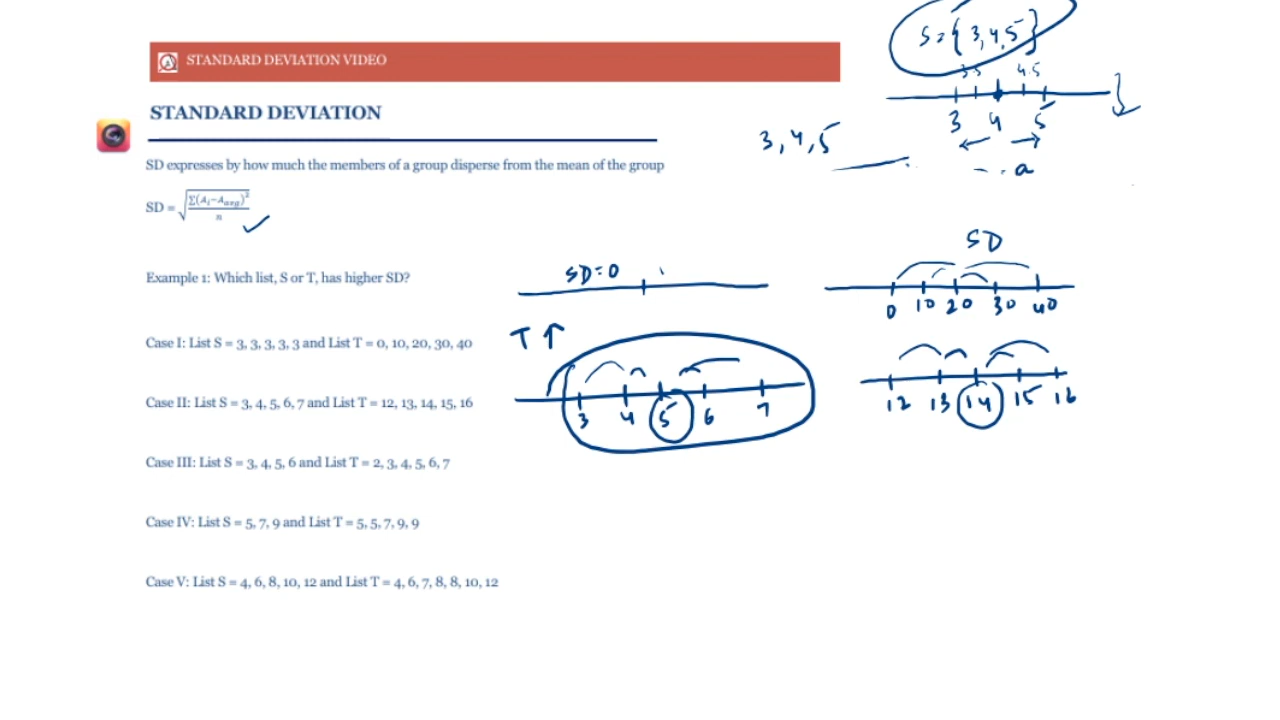 S = { 3, 4, 5 }
STANDARD DEVIATION VIDEO
3.5 4.5
STANDARD DEVIATION
3 4 5
3, 4, 5
SD expresses by how much the members of a group disperse from the mean of the group
a
SD = √(Σ(Aᵢ−Aₐᵥg)²/n)
SD
Example 1: Which list, S or T, has higher SD?
SD=0
0 10 20 30 40
T ↑
Case I: List S = 3, 3, 3, 3, 3 and List T = 0, 10, 20, 30, 40
Case II: List S = 3, 4, 5, 6, 7 and List T = 12, 13, 14, 15, 16
3 4 5 6 7
12 13 14 15 16
Case III: List S = 3, 4, 5, 6 and List T = 2, 3, 4, 5, 6, 7
Case IV: List S = 5, 7, 9 and List T = 5, 5, 7, 9, 9
Case V: List S = 4, 6, 8, 10, 12 and List T = 4, 6, 7, 8, 8, 10, 12